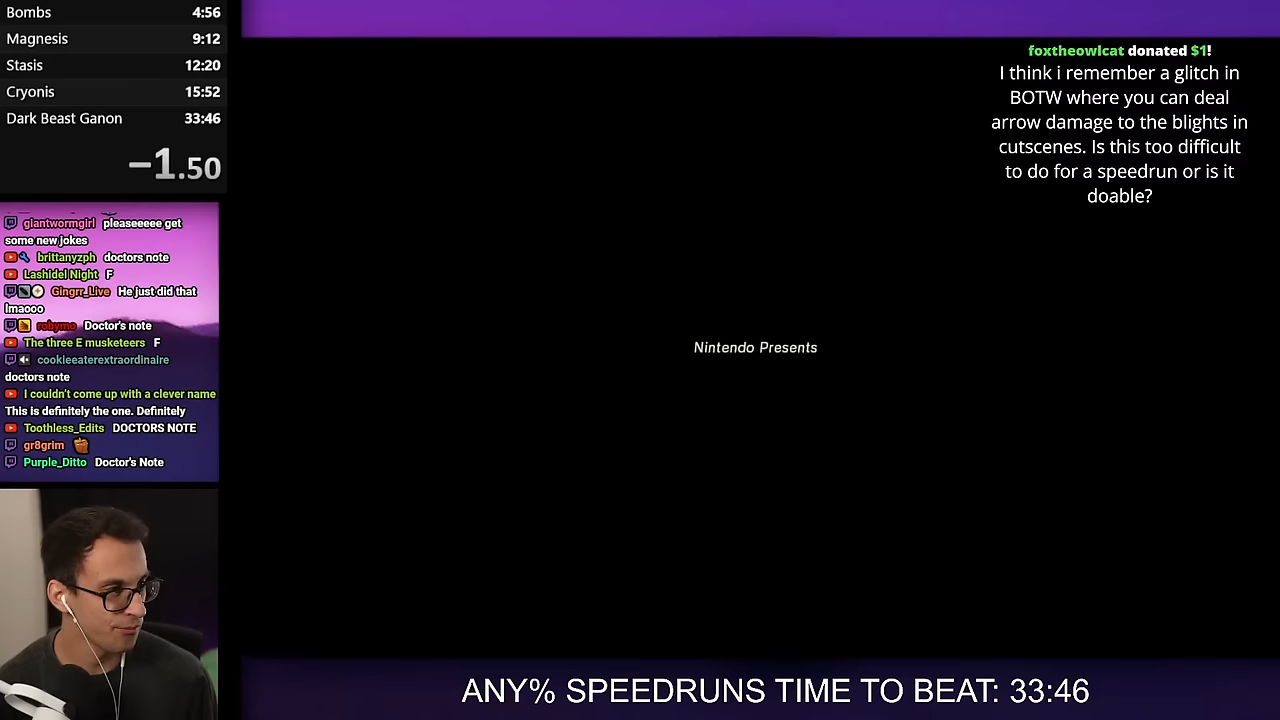 Bombs 4:56
Magnesis 9:12
Stasis 12:20
Cryonis 15:52
Dark Beast Ganon 33:46
−1.50
giantwormgirl pleaseeeee get
some new jokes
brittanyzph doctors note
Lashidel Night F
Gingrr_Live He just did that
lmaooo
robymo Doctor's note
The three E musketeers F
cookieeaterextraordinaire
doctors note
I couldn't come up with a clever name
This is definitely the one. Definitely
Toothless_Edits DOCTORS NOTE
gr8grim
Purple_Ditto Doctor's Note
foxtheowlcat donated $1!
I think i remember a glitch in
BOTW where you can deal
arrow damage to the blights in
cutscenes. Is this too difficult
to do for a speedrun or is it
doable?
Nintendo Presents
ANY% SPEEDRUNS TIME TO BEAT: 33:46